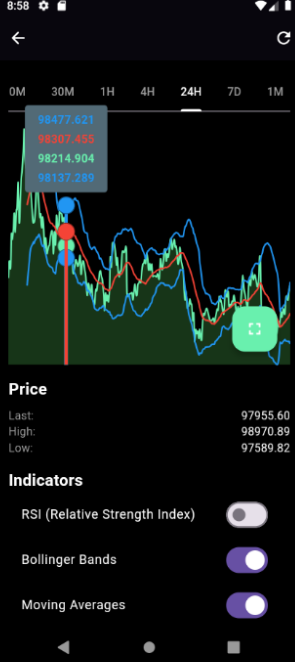 8:58
0M 30M 1H 4H 24H 7D 1M
98477.621
98307.455
98214.904
98137.289
Price
Last: 97955.60
High: 98970.89
Low: 97589.82
Indicators
RSI (Relative Strength Index)
Bollinger Bands
Moving Averages